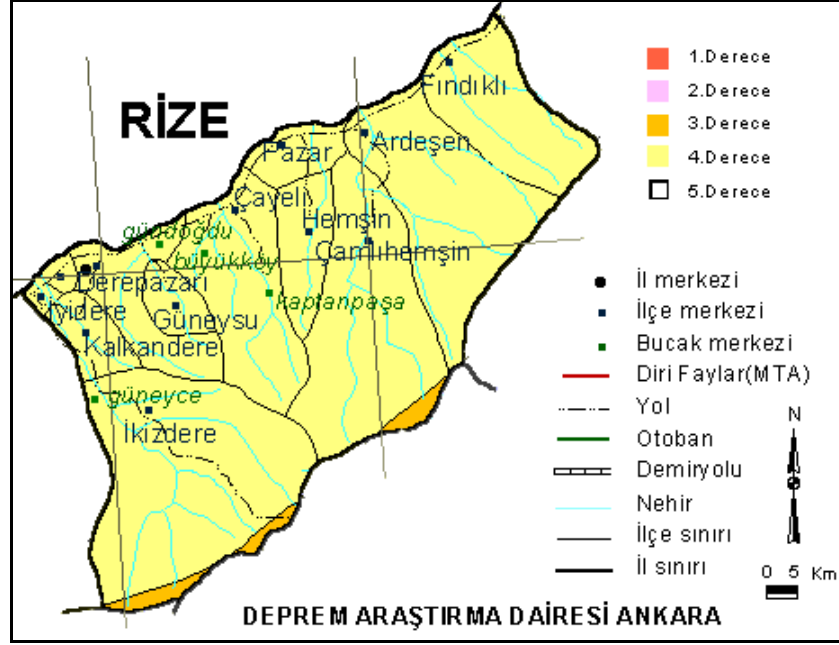 RİZE
Fındıklı
Ardeşen
Pazar
Çayeli
Hemşin
Çamlıhemşin
gündoğdu
büyükköy
Derepazarı
kaptanpaşa
İyidere
Güneysu
Kalkandere
güneyce
İkizdere
1.Derece
2.Derece
3.Derece
4.Derece
5.Derece
İl merkezi
İlçe merkezi
Bucak merkezi
Diri Faylar(MTA)
Yol
Otoban
Demiryolu
Nehir
İlçe sınırı
İl sınırı
N
0 5 Km
DEPREM ARAŞTIRMA DAİRESİ ANKARA